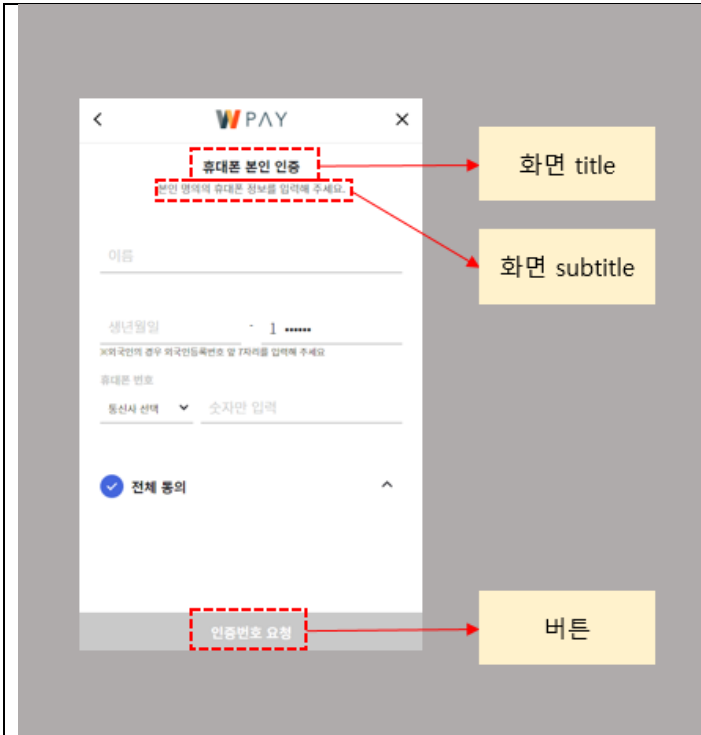 W PAY
휴대폰 본인 인증
화면 title
본인 명의의 휴대폰 정보를 입력해 주세요.
화면 subtitle
이름
생년월일 - 1 ••••••
※외국인의 경우 외국인등록번호 앞 7자리를 입력해 주세요
휴대폰 번호
통신사 선택 숫자만 입력
전체 동의
인증번호 요청
버튼